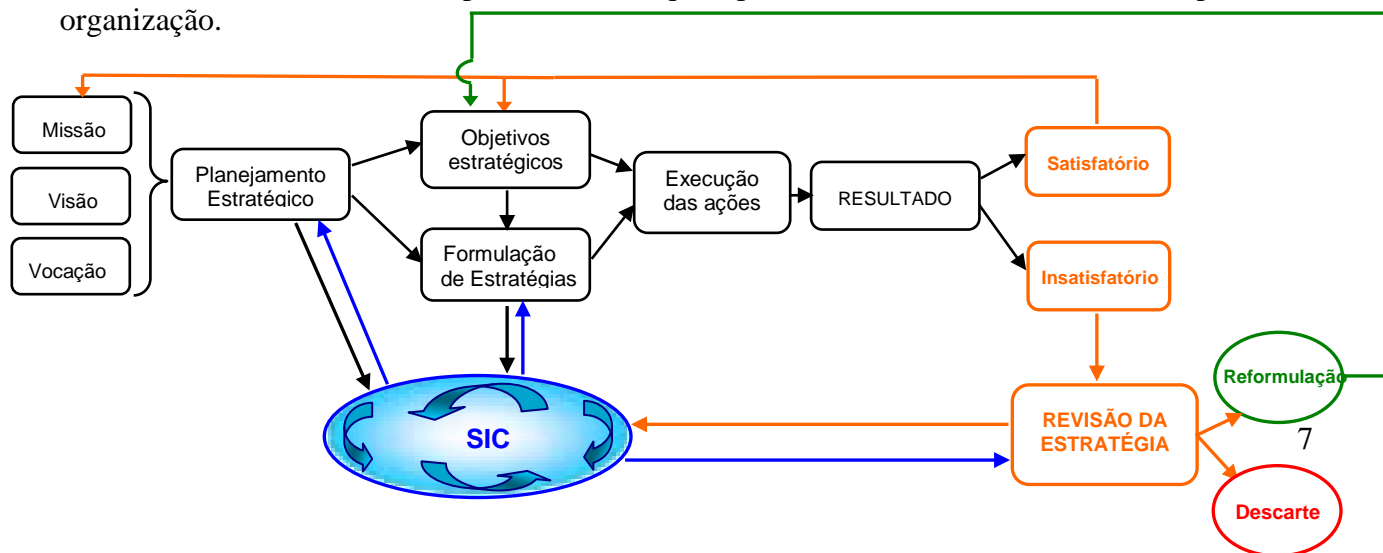 organização.
Missão
Visão
Vocação
Planejamento
Estratégico
Objetivos
estratégicos
Formulação
de Estratégias
Execução
das ações
RESULTADO
Satisfatório
Insatisfatório
SIC
REVISÃO DA
ESTRATÉGIA
Reformulação
7
Descarte